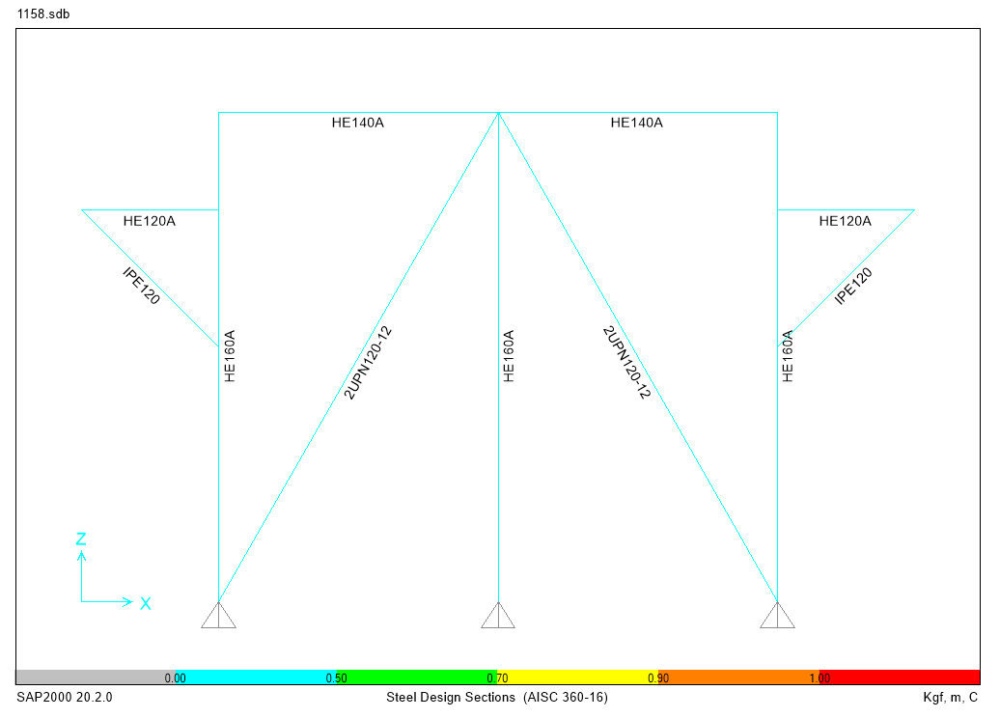 1158.sdb
HE140A HE140A
HE120A HE120A
IPE120 IPE120
HE160A 2UPN120-12 HE160A 2UPN120-12 HE160A
Z
X
0.00 0.50 0.70 0.90 1.00
SAP2000 20.2.0 Steel Design Sections (AISC 360-16) Kgf, m, C